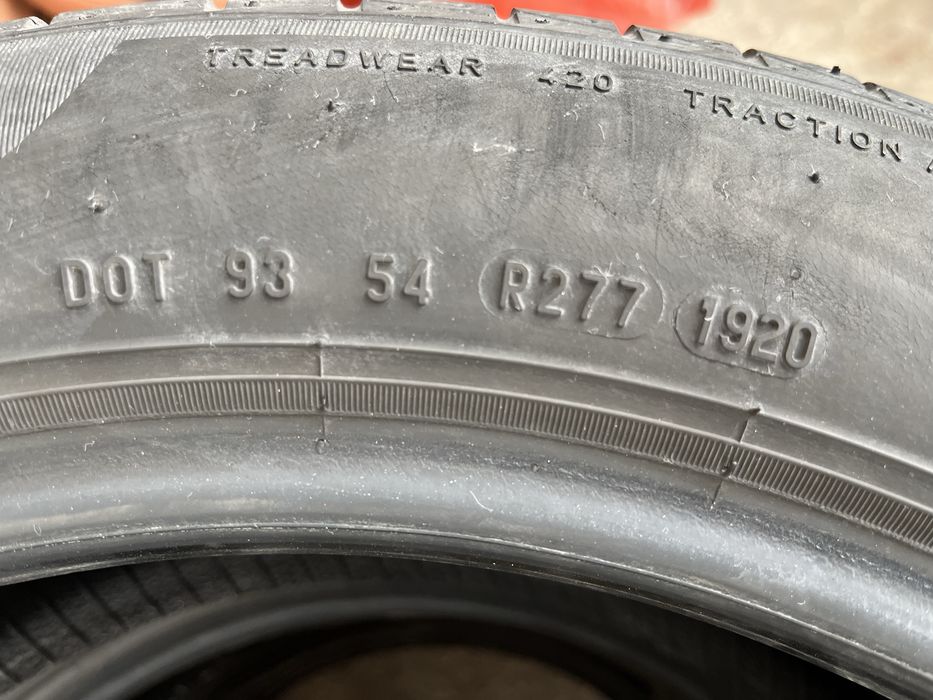 TREADWEAR 420 TRACTION
DOT 93 54 R277 1920